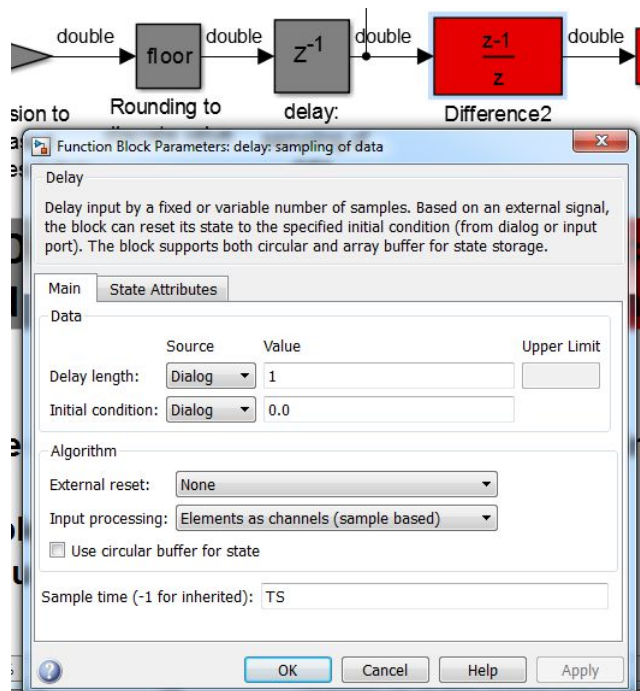 double
double
double
double
floor
z-1
z-1
z
sion to
Rounding to
delay:
Difference2
Function Block Parameters: delay: sampling of data
Delay
Delay input by a fixed or variable number of samples. Based on an external signal,
the block can reset its state to the specified initial condition (from dialog or input
port). The block supports both circular and array buffer for state storage.
Main
State Attributes
Data
Source
Value
Upper Limit
Delay length:
Dialog
1
Initial condition:
Dialog
0.0
Algorithm
External reset:
None
Input processing:
Elements as channels (sample based)
Use circular buffer for state
Sample time (-1 for inherited):
TS
OK
Cancel
Help
Apply